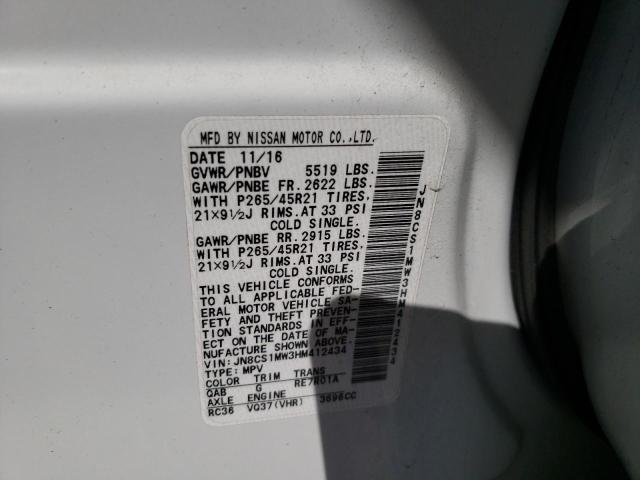 MFD BY NISSAN MOTOR CO.,LTD.
DATE 11/16
GVWR/PNBV 5519 LBS.
GAWR/PNBE FR. 2622 LBS.
WITH P265/45R21 TIRES,
21×9½J RIMS.AT 33 PSI
COLD SINGLE.
GAWR/PNBE RR. 2915 LBS.
WITH P265/45R21 TIRES,
21×9½J RIMS.AT 33 PSI
COLD SINGLE.
THIS VEHICLE CONFORMS
TO ALL APPLICABLE FED-
ERAL MOTOR VEHICLE SA-
FETY AND THEFT PREVENT-
ION STANDARDS IN EFF-
ECT ON THE DATE OF MA-
NUFACTURE SHOWN ABOVE.
VIN: JN8CS1MW3HM412434
TYPE: MPV
COLOR TRIM TRANS
QAB G RE7R01A
AXLE ENGINE
RC36 VQ37(VHR) 3696CC
JN8CS1MW3HM412434